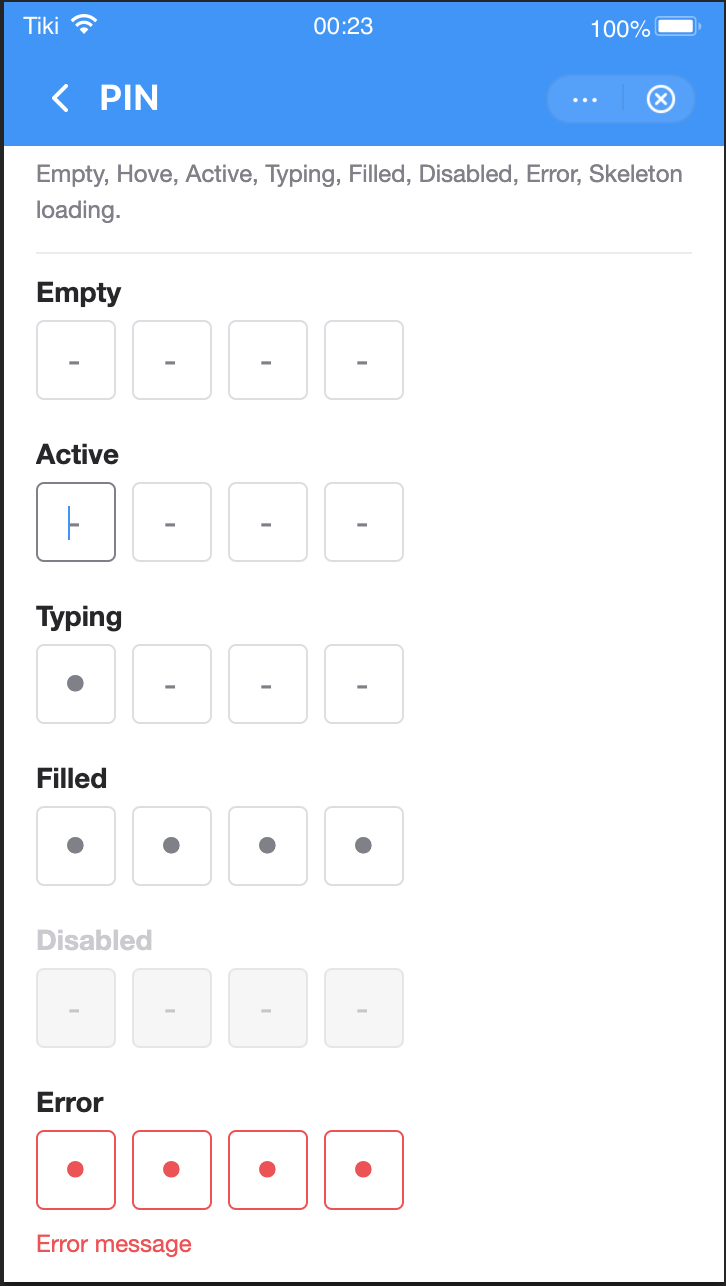 Tiki 00:23 100%
PIN
Empty, Hove, Active, Typing, Filled, Disabled, Error, Skeleton
loading.
Empty
- - - -
Active
- - - -
Typing
● - - -
Filled
● ● ● ●
Disabled
- - - -
Error
● ● ● ●
Error message